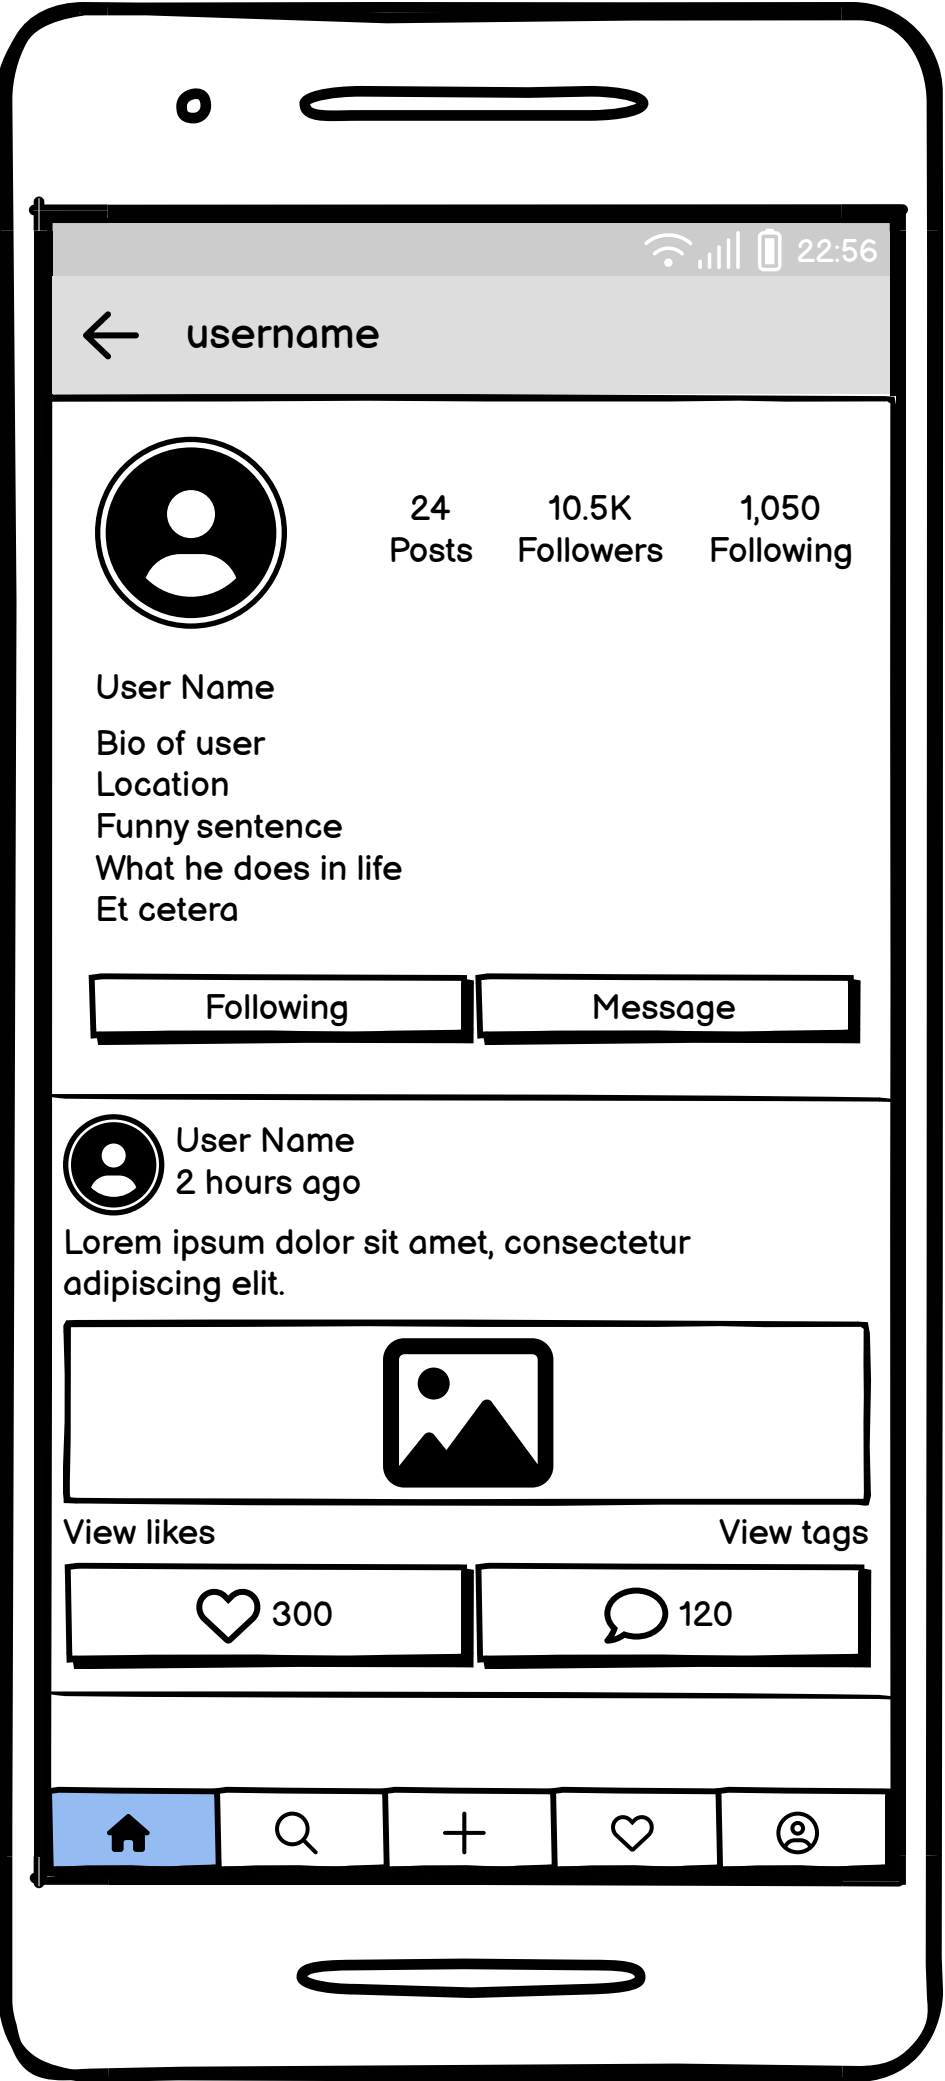 22:56
username
24
Posts
10.5K
Followers
1,050
Following
User Name
Bio of user
Location
Funny sentence
What he does in life
Et cetera
Following
Message
User Name
2 hours ago
Lorem ipsum dolor sit amet, consectetur
adipiscing elit.
View likes
View tags
300
120